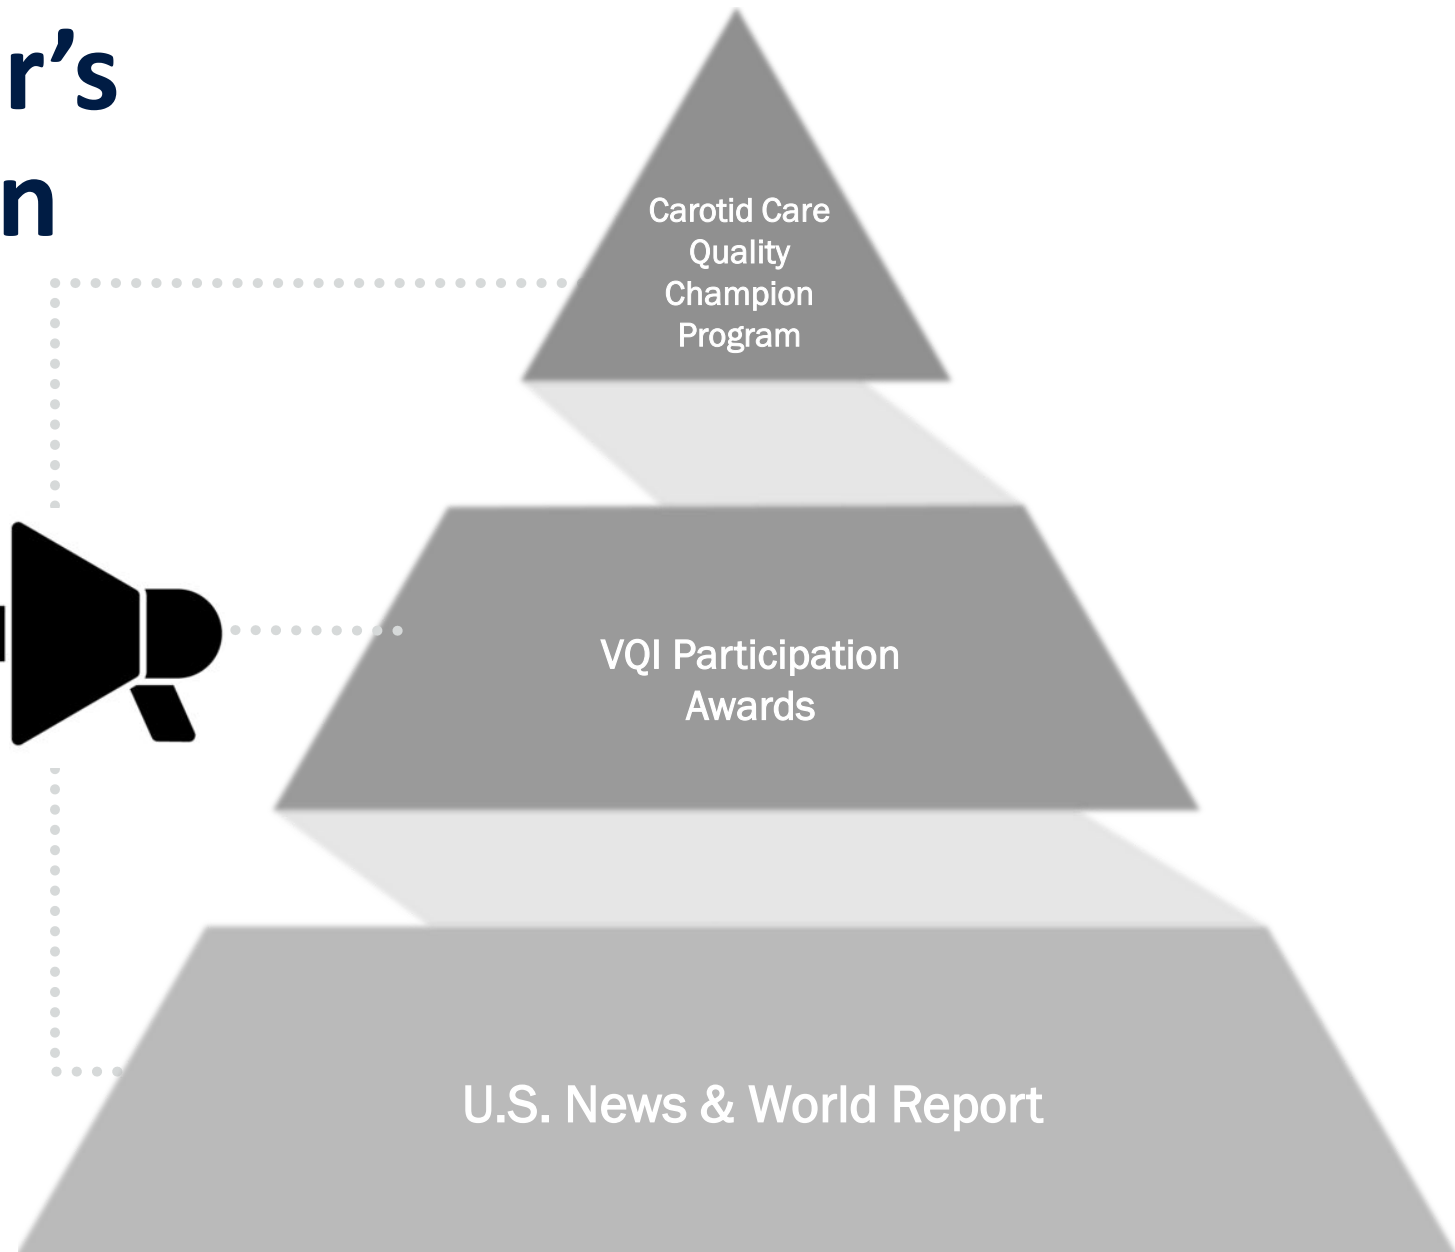 r’s
n
Carotid Care
Quality
Champion
Program
VQI Participation
Awards
U.S. News & World Report